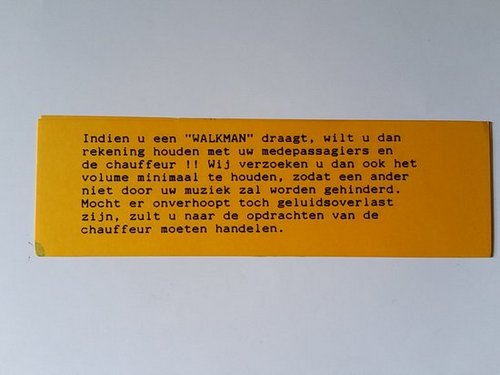 Indien u een "WALKMAN" draagt, wilt u dan
rekening houden met uw medepassagiers en
de chauffeur !! Wij verzoeken u dan ook het
volume minimaal te houden, zodat een ander
niet door uw muziek zal worden gehinderd.
Mocht er onverhoopt toch geluidsoverlast
zijn, zult u naar de opdrachten van de
chauffeur moeten handelen.